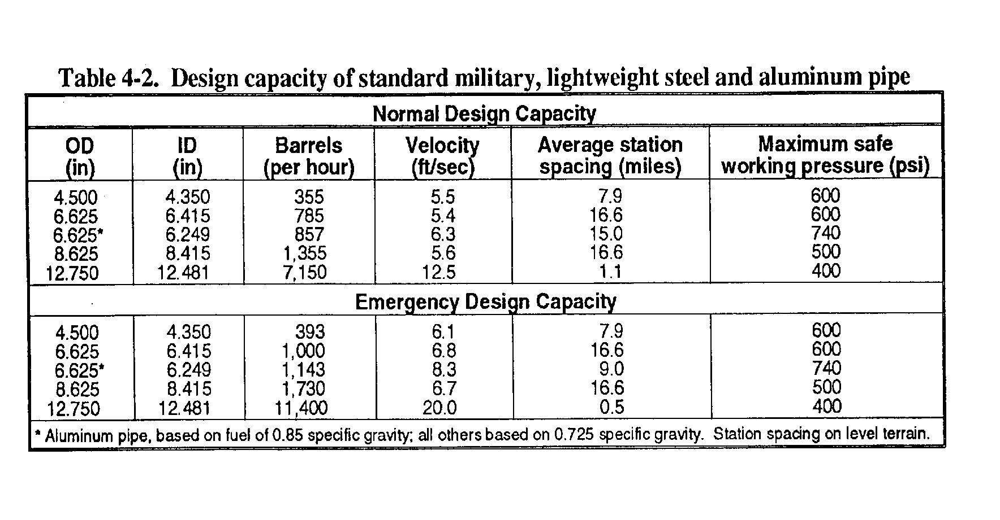 Table 4-2. Design capacity of standard military, lightweight steel and aluminum pipe
Normal Design Capacity
OD (in) ID (in) Barrels (per hour) Velocity (ft/sec) Average station spacing (miles) Maximum safe working pressure (psi)
4.500 4.350 355 5.5 7.9 600
6.625 6.415 785 5.4 16.6 600
6.625* 6.249 857 6.3 15.0 740
8.625 8.415 1,355 5.6 16.6 500
12.750 12.481 7,150 12.5 1.1 400
Emergency Design Capacity
4.500 4.350 393 6.1 7.9 600
6.625 6.415 1,000 6.8 16.6 600
6.625* 6.249 1,143 8.3 9.0 740
8.625 8.415 1,730 6.7 16.6 500
12.750 12.481 11,400 20.0 0.5 400
* Aluminum pipe, based on fuel of 0.85 specific gravity; all others based on 0.725 specific gravity. Station spacing on level terrain.